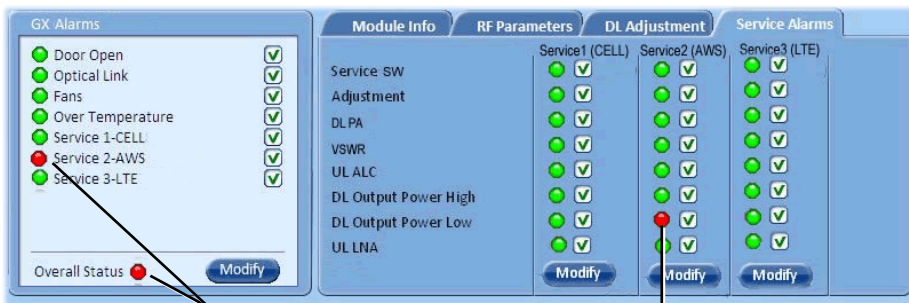 GX Alarms
Door Open
Optical Link
Fans
Over Temperature
Service 1-CELL
Service 2-AWS
Service 3-LTE
Overall Status
Modify
Module Info
RF Parameters
DL Adjustment
Service Alarms
Service1 (CELL)
Service2 (AWS)
Service3 (LTE)
Service SW
Adjustment
DL PA
VSWR
UL ALC
DL Output Power High
DL Output Power Low
UL LNA
Modify
Modify
Modify